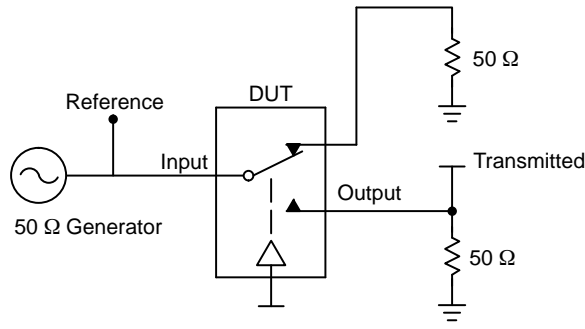 50 Ω
DUT
Reference
Input
Transmitted
Output
50 Ω Generator
50 Ω